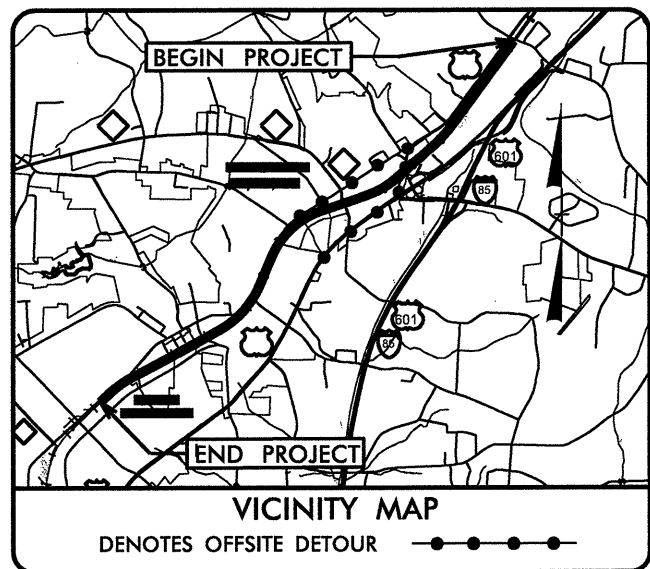 BEGIN PROJECT
601
85
601
85
END PROJECT
VICINITY MAP
DENOTES OFFSITE DETOUR